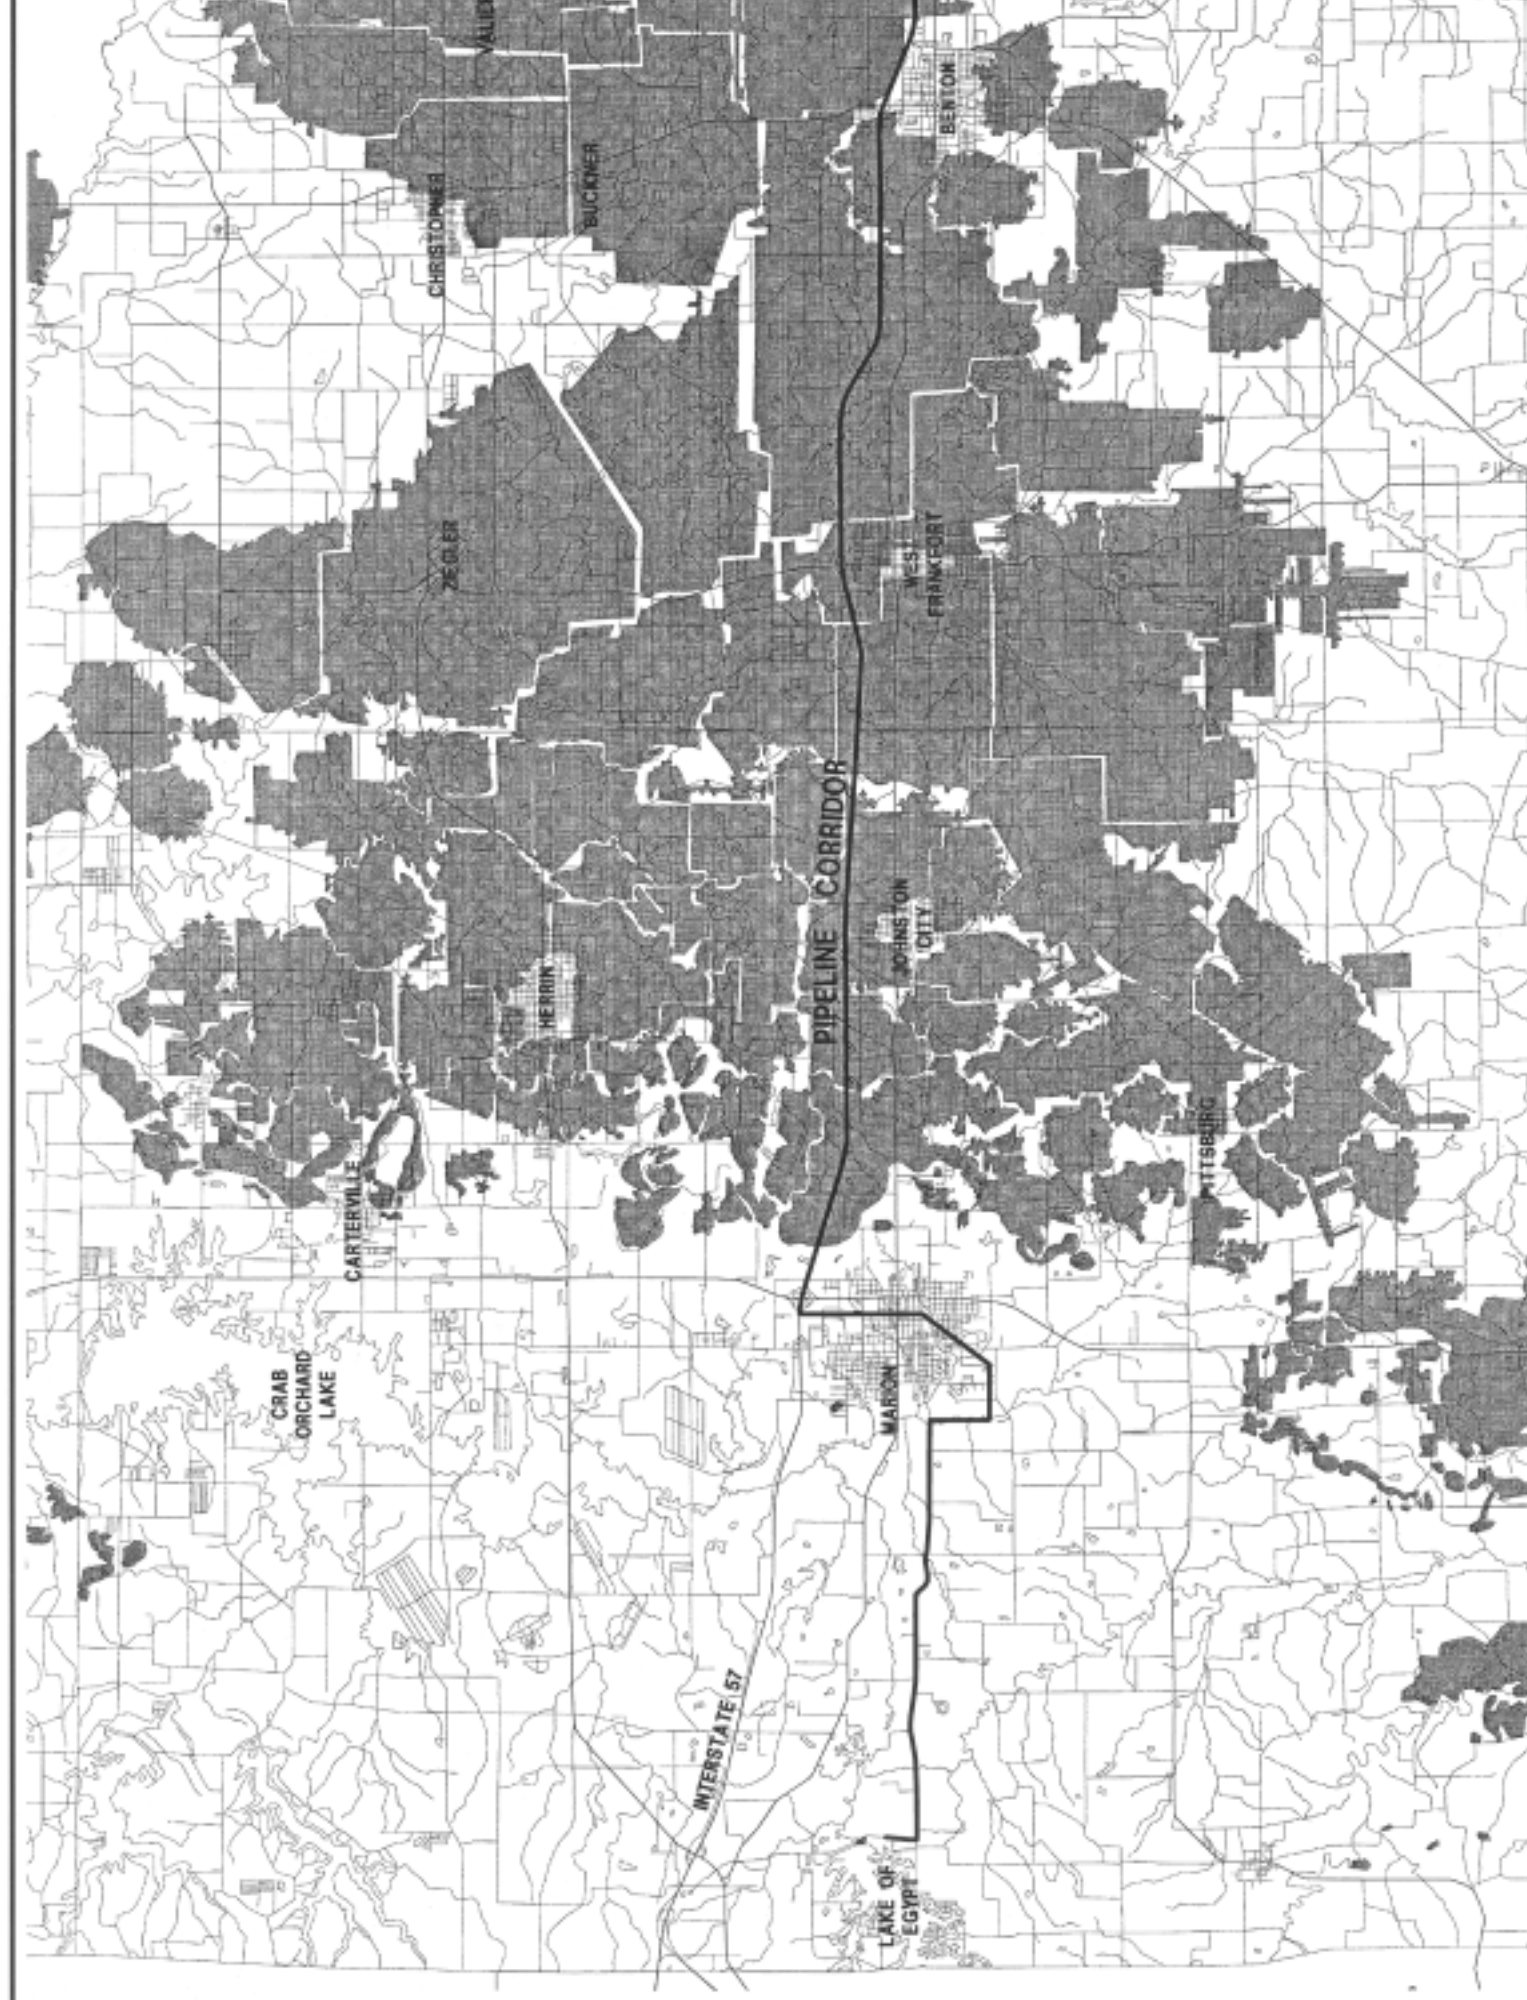 VALIER
BENTON
BUCKNER
CHRISTOPHER
ZEIGLER
WEST
FRANKFORT
PIPELINE CORRIDOR
JOHNSTON
CITY
HERRIN
PITTSBURG
CARTERVILLE
CRAB
ORCHARD
LAKE
MARION
INTERSTATE 57
LAKE OF
EGYPT